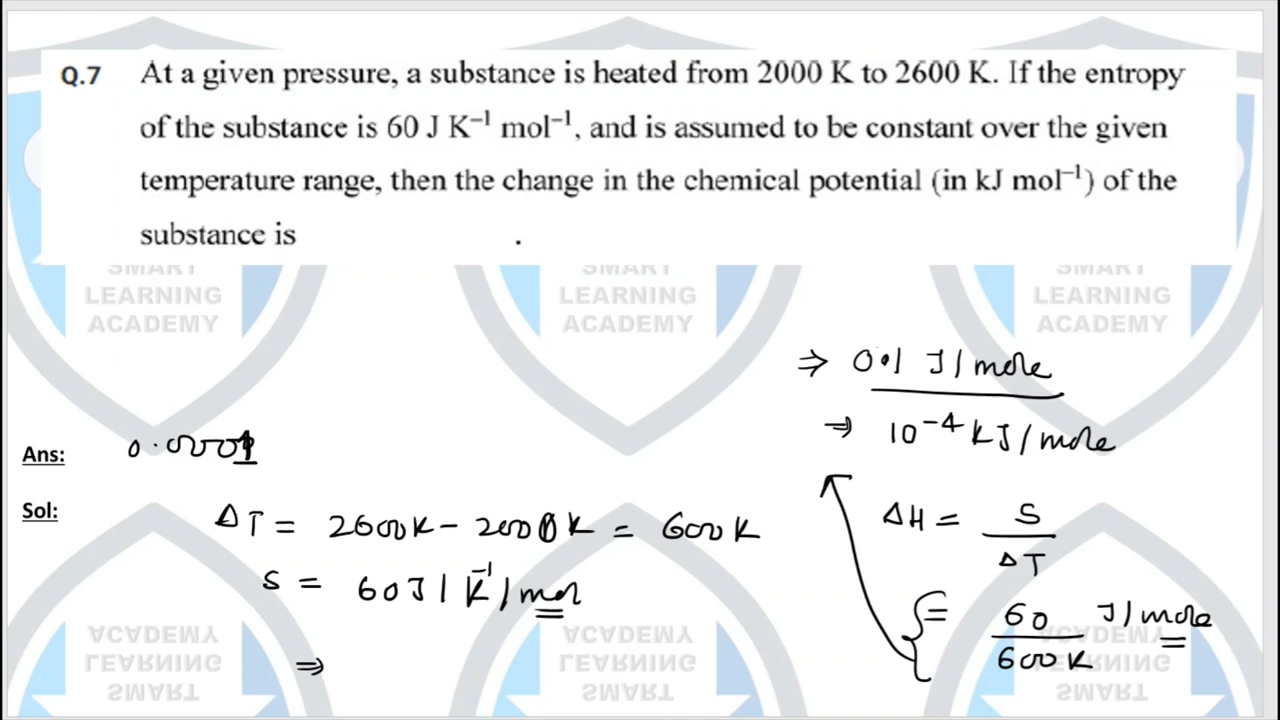 Q.7 At a given pressure, a substance is heated from 2000 K to 2600 K. If the entropy
of the substance is 60 J K⁻¹ mol⁻¹, and is assumed to be constant over the given
temperature range, then the change in the chemical potential (in kJ mol⁻¹) of the
substance is .
SMART SMART SMART
LEARNING LEARNING LEARNING
ACADEMY ACADEMY ACADEMY
⇒ 0.1 J/mole
⇒ 10⁻⁴ kJ/mole
Ans: 0.0001
Sol:
ΔT = 2600K - 2000K = 600K
ΔH = S / ΔT
S = 60J/K⁻¹/mol
= 60 / 600K J/mole
⇒
ACADEMY ACADEMY ACADEMY
LEARNING LEARNING LEARNING
SMART SMART SMART